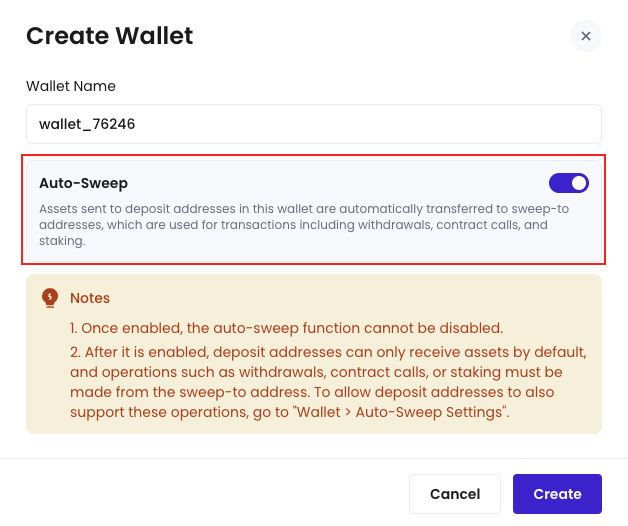 Create Wallet
Wallet Name
wallet_76246
Auto-Sweep
Assets sent to deposit addresses in this wallet are automatically transferred to sweep-to
addresses, which are used for transactions including withdrawals, contract calls, and
staking.
Notes
1. Once enabled, the auto-sweep function cannot be disabled.
2. After it is enabled, deposit addresses can only receive assets by default,
and operations such as withdrawals, contract calls, or staking must be
made from the sweep-to address. To allow deposit addresses to also
support these operations, go to "Wallet > Auto-Sweep Settings".
Cancel
Create